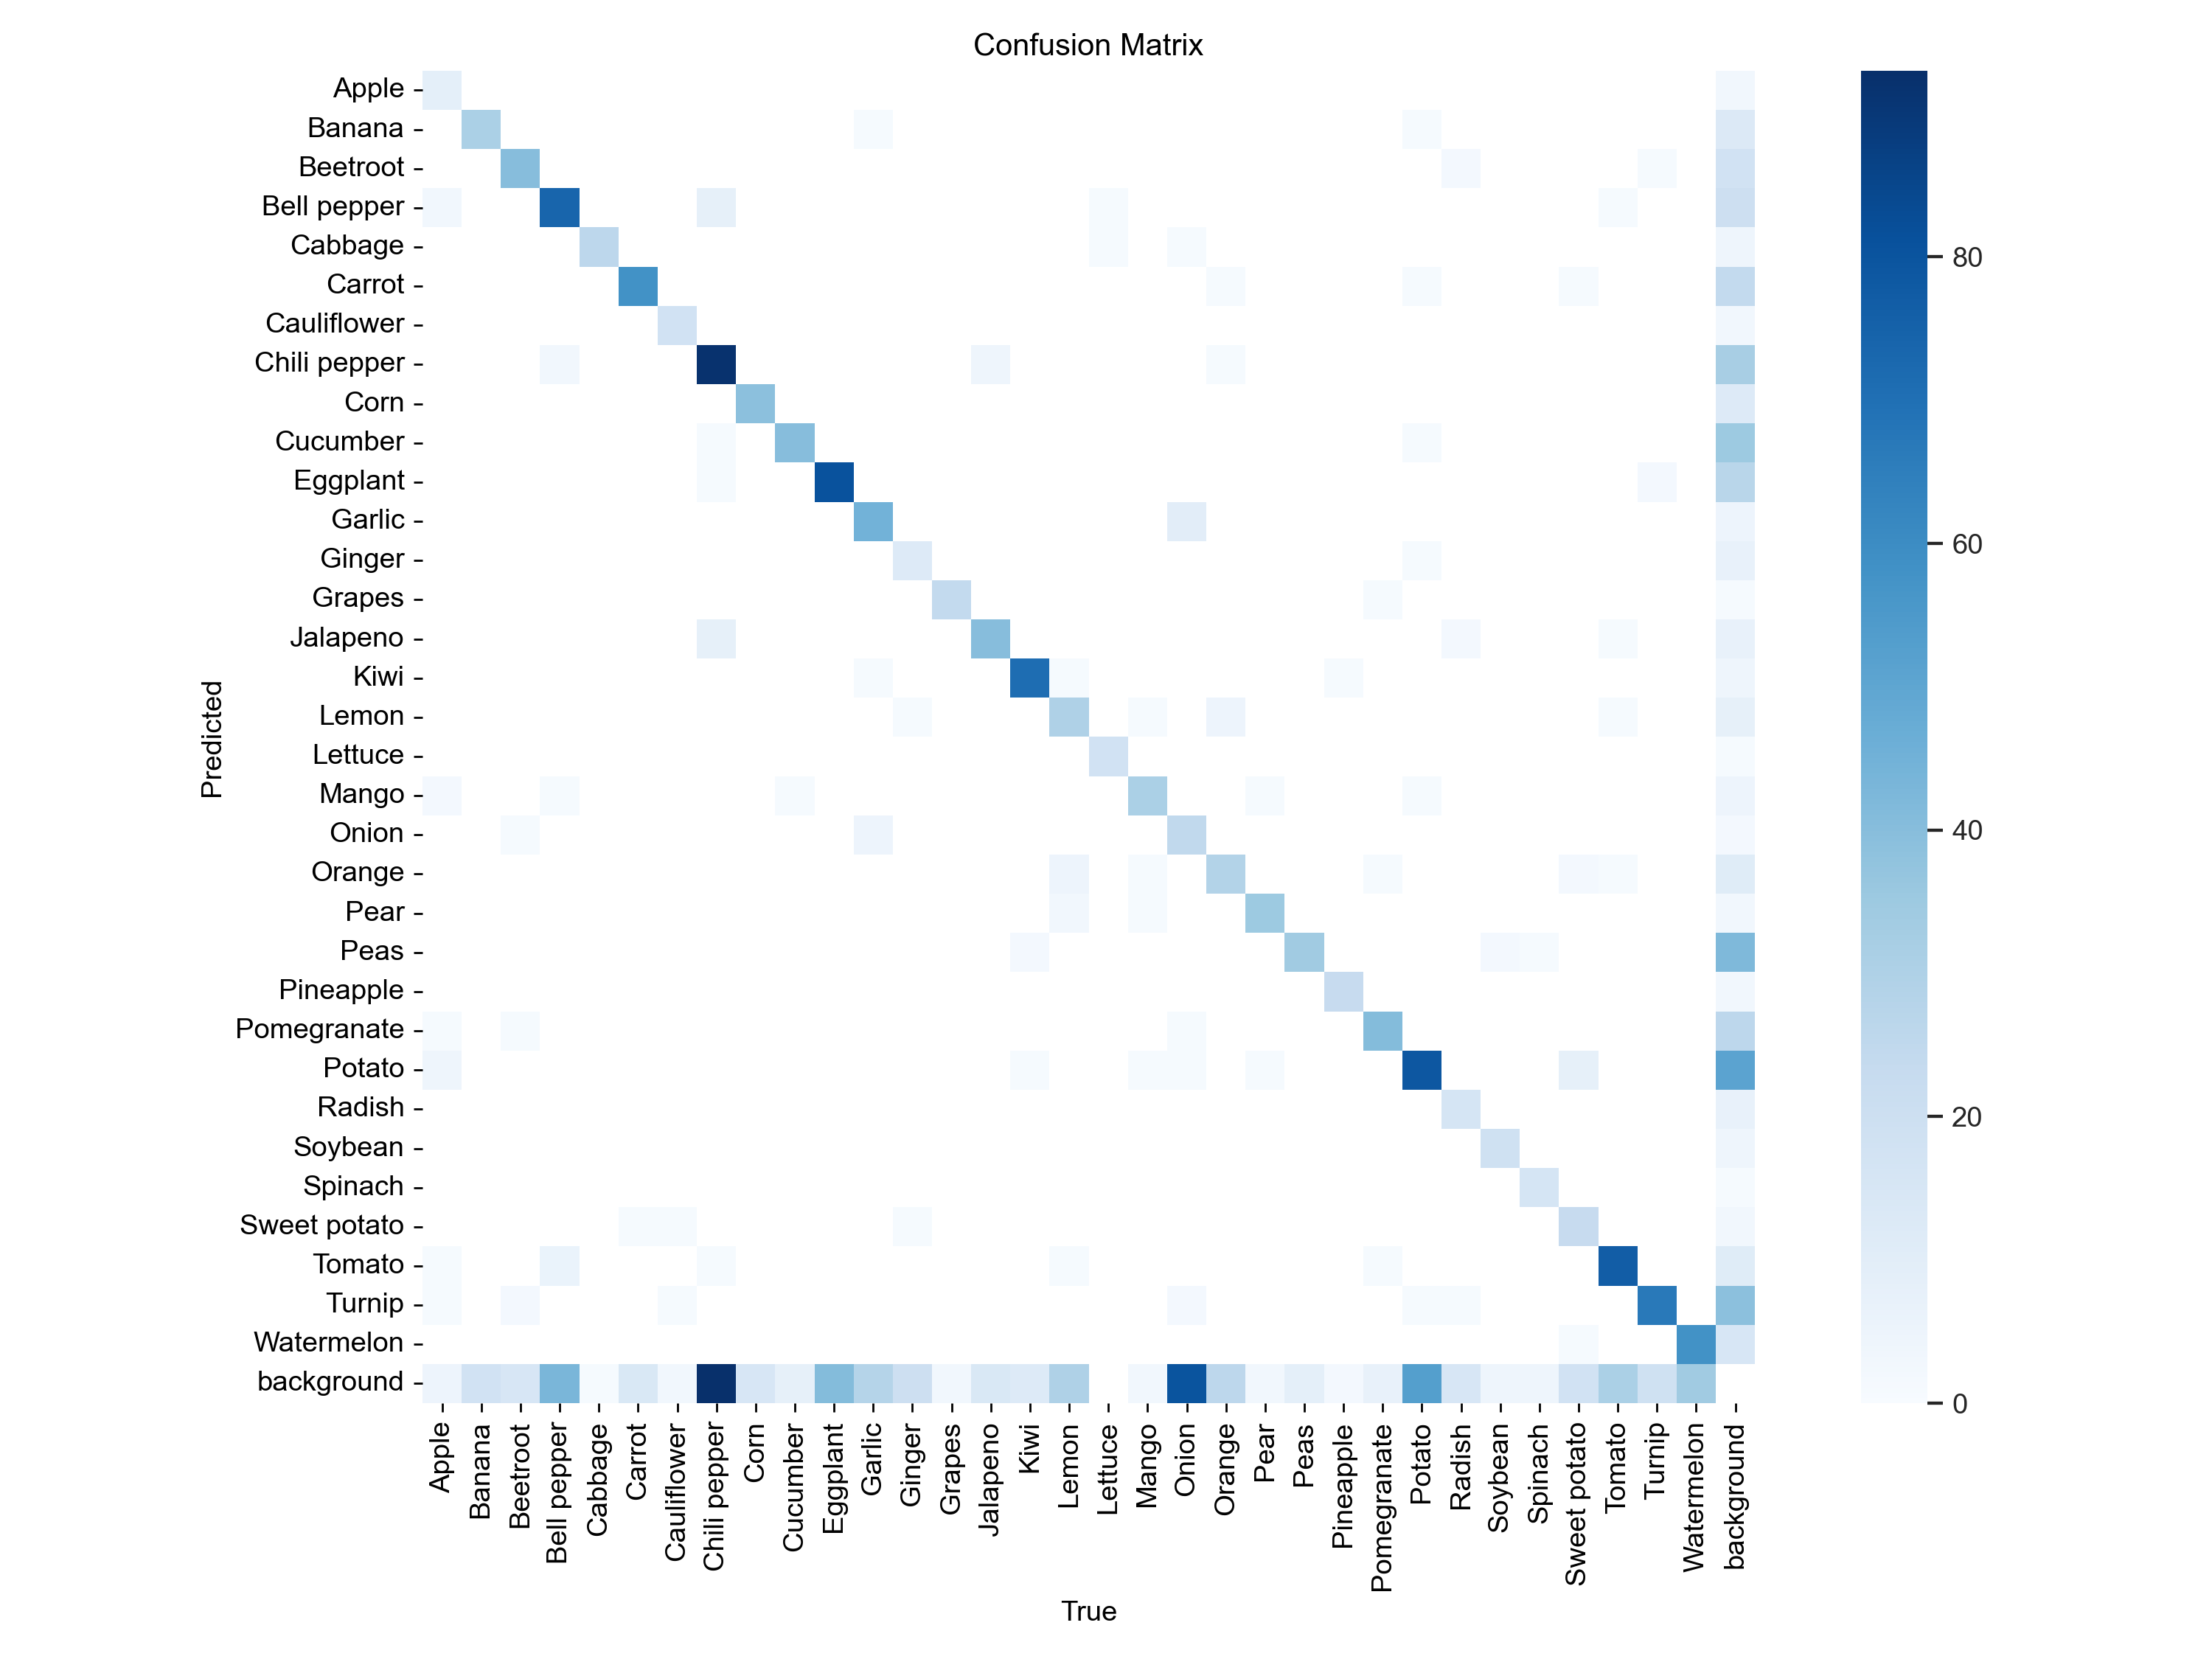 Confusion Matrix
Predicted
Apple
Banana
Beetroot
Bell pepper
Cabbage
Carrot
Cauliflower
Chili pepper
Corn
Cucumber
Eggplant
Garlic
Ginger
Grapes
Jalapeno
Kiwi
Lemon
Lettuce
Mango
Onion
Orange
Pear
Peas
Pineapple
Pomegranate
Potato
Radish
Soybean
Spinach
Sweet potato
Tomato
Turnip
Watermelon
background
Apple
Banana
Beetroot
Bell pepper
Cabbage
Carrot
Cauliflower
Chili pepper
Corn
Cucumber
Eggplant
Garlic
Ginger
Grapes
Jalapeno
Kiwi
Lemon
Lettuce
Mango
Onion
Orange
Pear
Peas
Pineapple
Pomegranate
Potato
Radish
Soybean
Spinach
Sweet potato
Tomato
Turnip
Watermelon
background
True
80
60
40
20
0